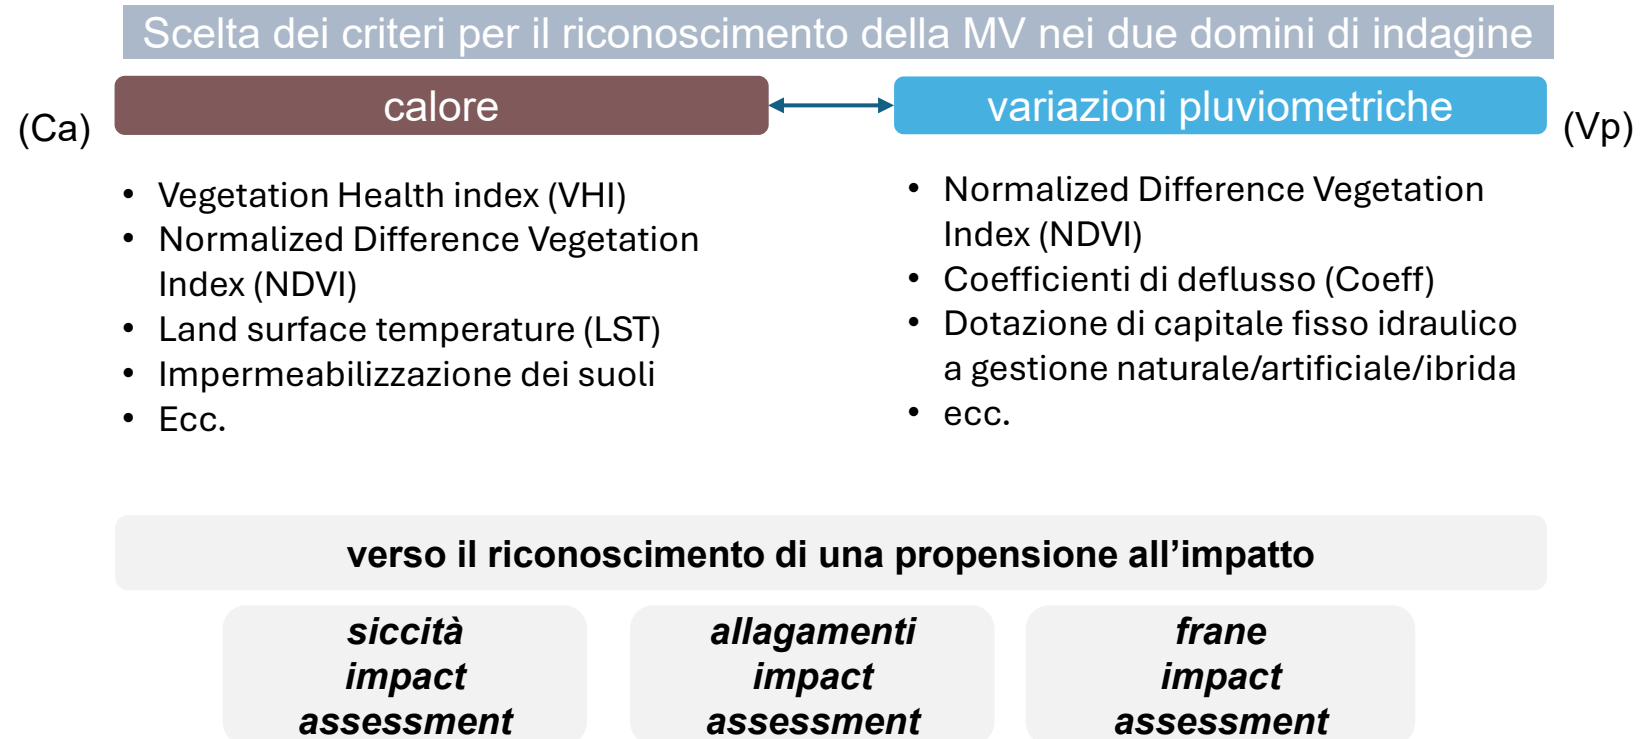 Scelta dei criteri per il riconoscimento della MV nei due domini di indagine
(Ca)
calore
variazioni pluviometriche
(Vp)
• Vegetation Health index (VHI)
• Normalized Difference Vegetation
Index (NDVI)
• Land surface temperature (LST)
• Impermeabilizzazione dei suoli
• Ecc.
• Normalized Difference Vegetation
Index (NDVI)
• Coefficienti di deflusso (Coeff)
• Dotazione di capitale fisso idraulico
a gestione naturale/artificiale/ibrida
• ecc.
verso il riconoscimento di una propensione all’impatto
siccità
impact
assessment
allagamenti
impact
assessment
frane
impact
assessment